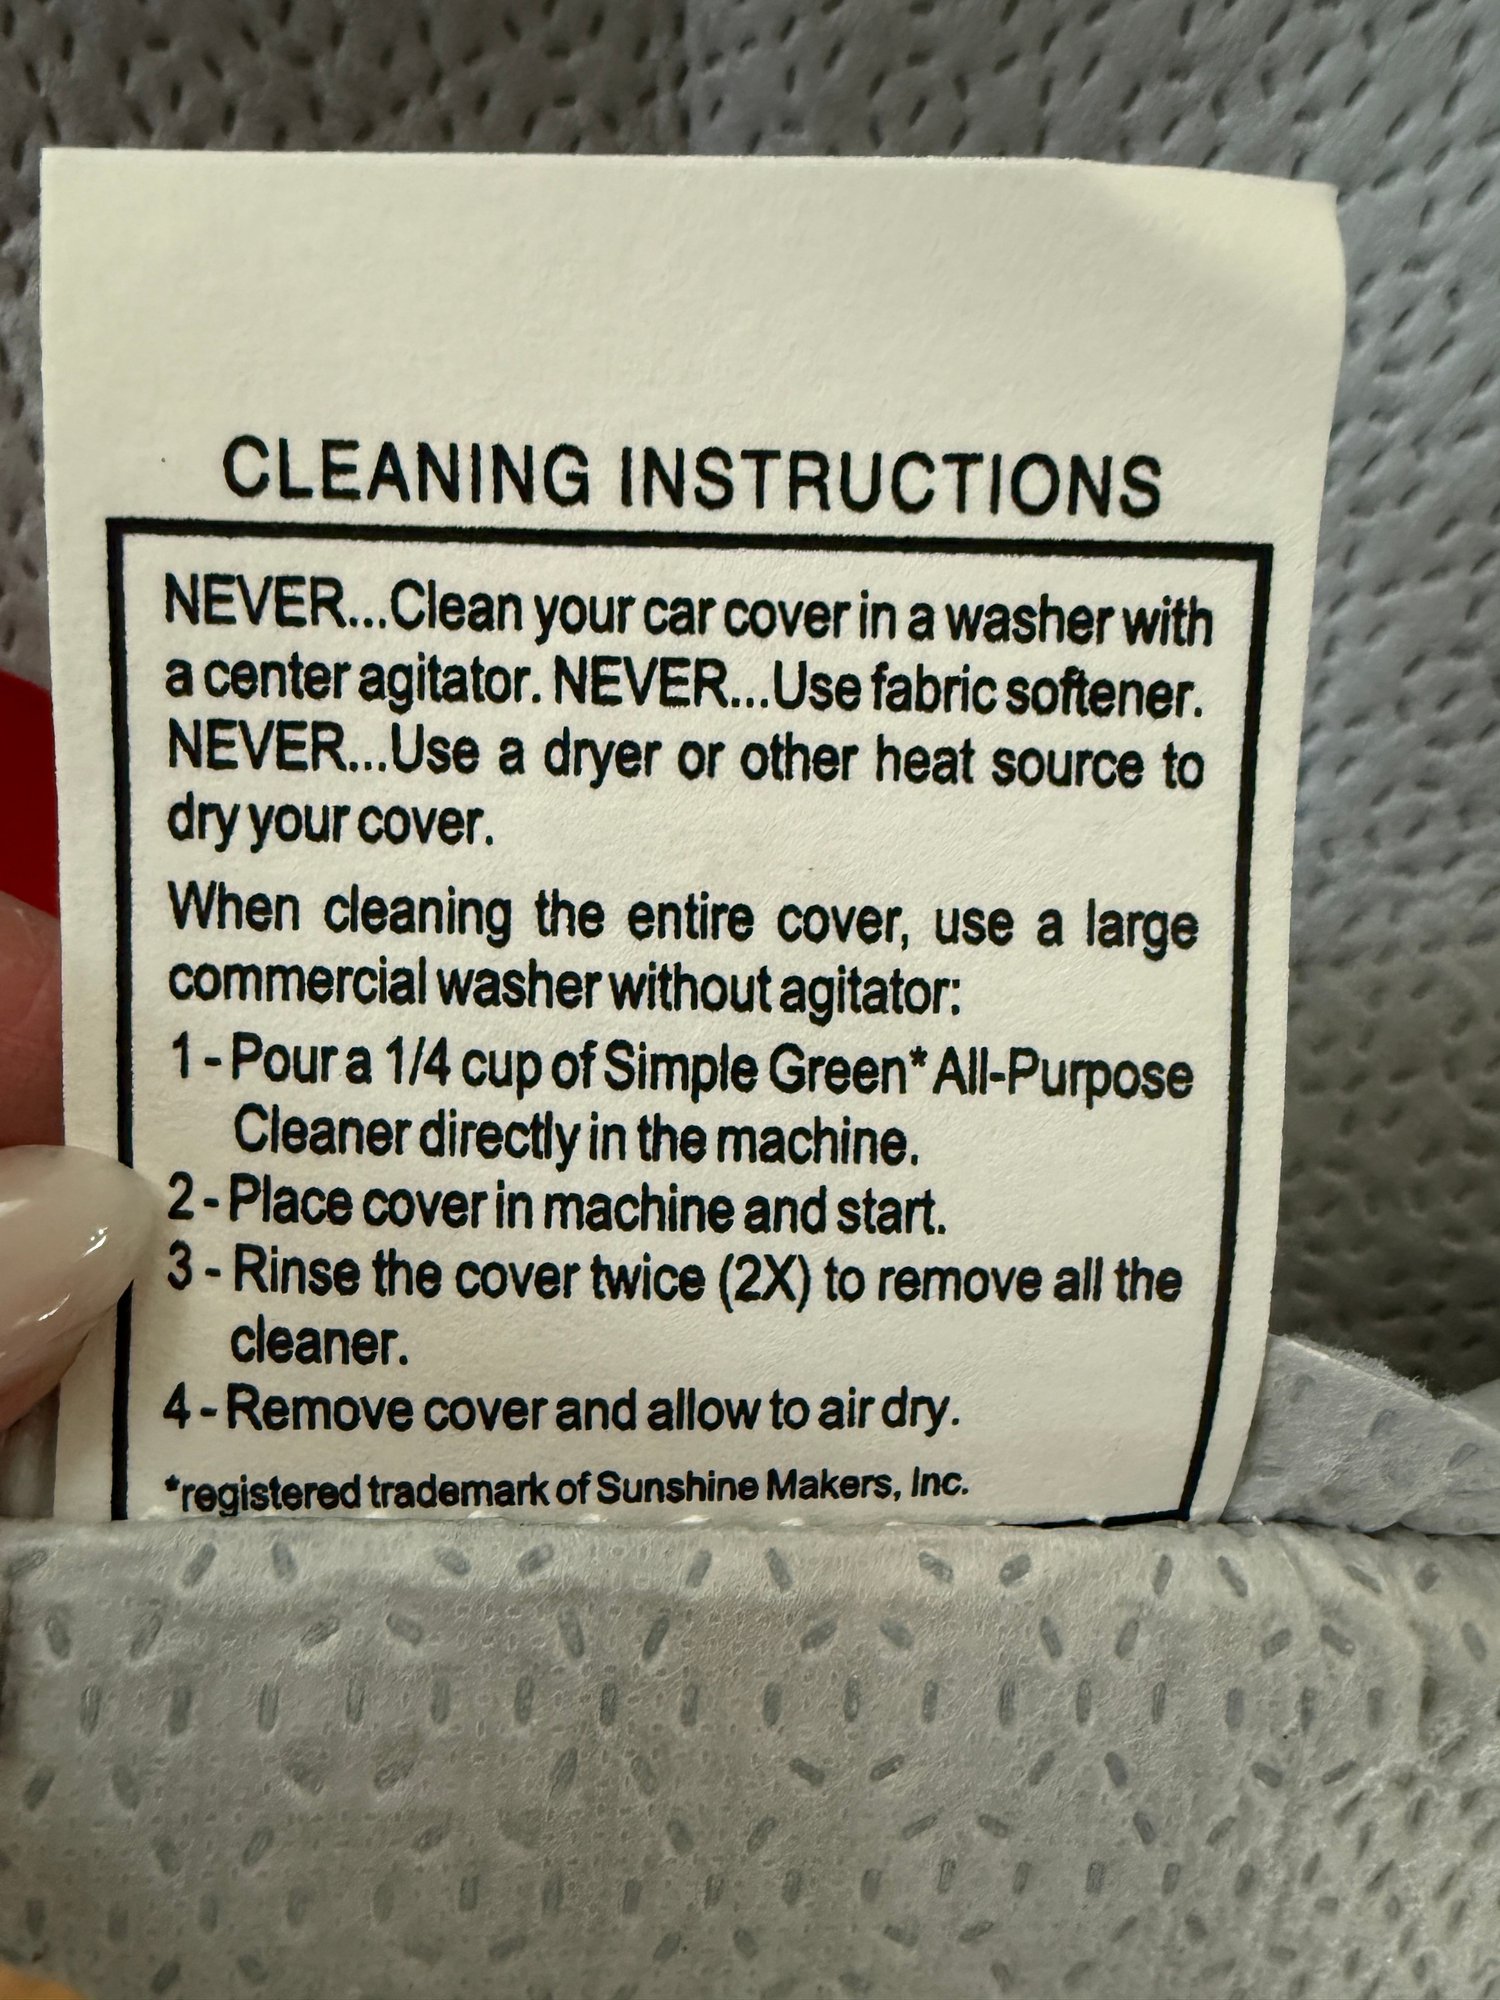 CLEANING INSTRUCTIONS
NEVER...Clean your car cover in a washer with
a center agitator. NEVER...Use fabric softener.
NEVER...Use a dryer or other heat source to
dry your cover.
When cleaning the entire cover, use a large
commercial washer without agitator:
1 - Pour a 1/4 cup of Simple Green* All-Purpose
Cleaner directly in the machine.
2 - Place cover in machine and start.
3 - Rinse the cover twice (2X) to remove all the
cleaner.
4 - Remove cover and allow to air dry.
*registered trademark of Sunshine Makers, Inc.